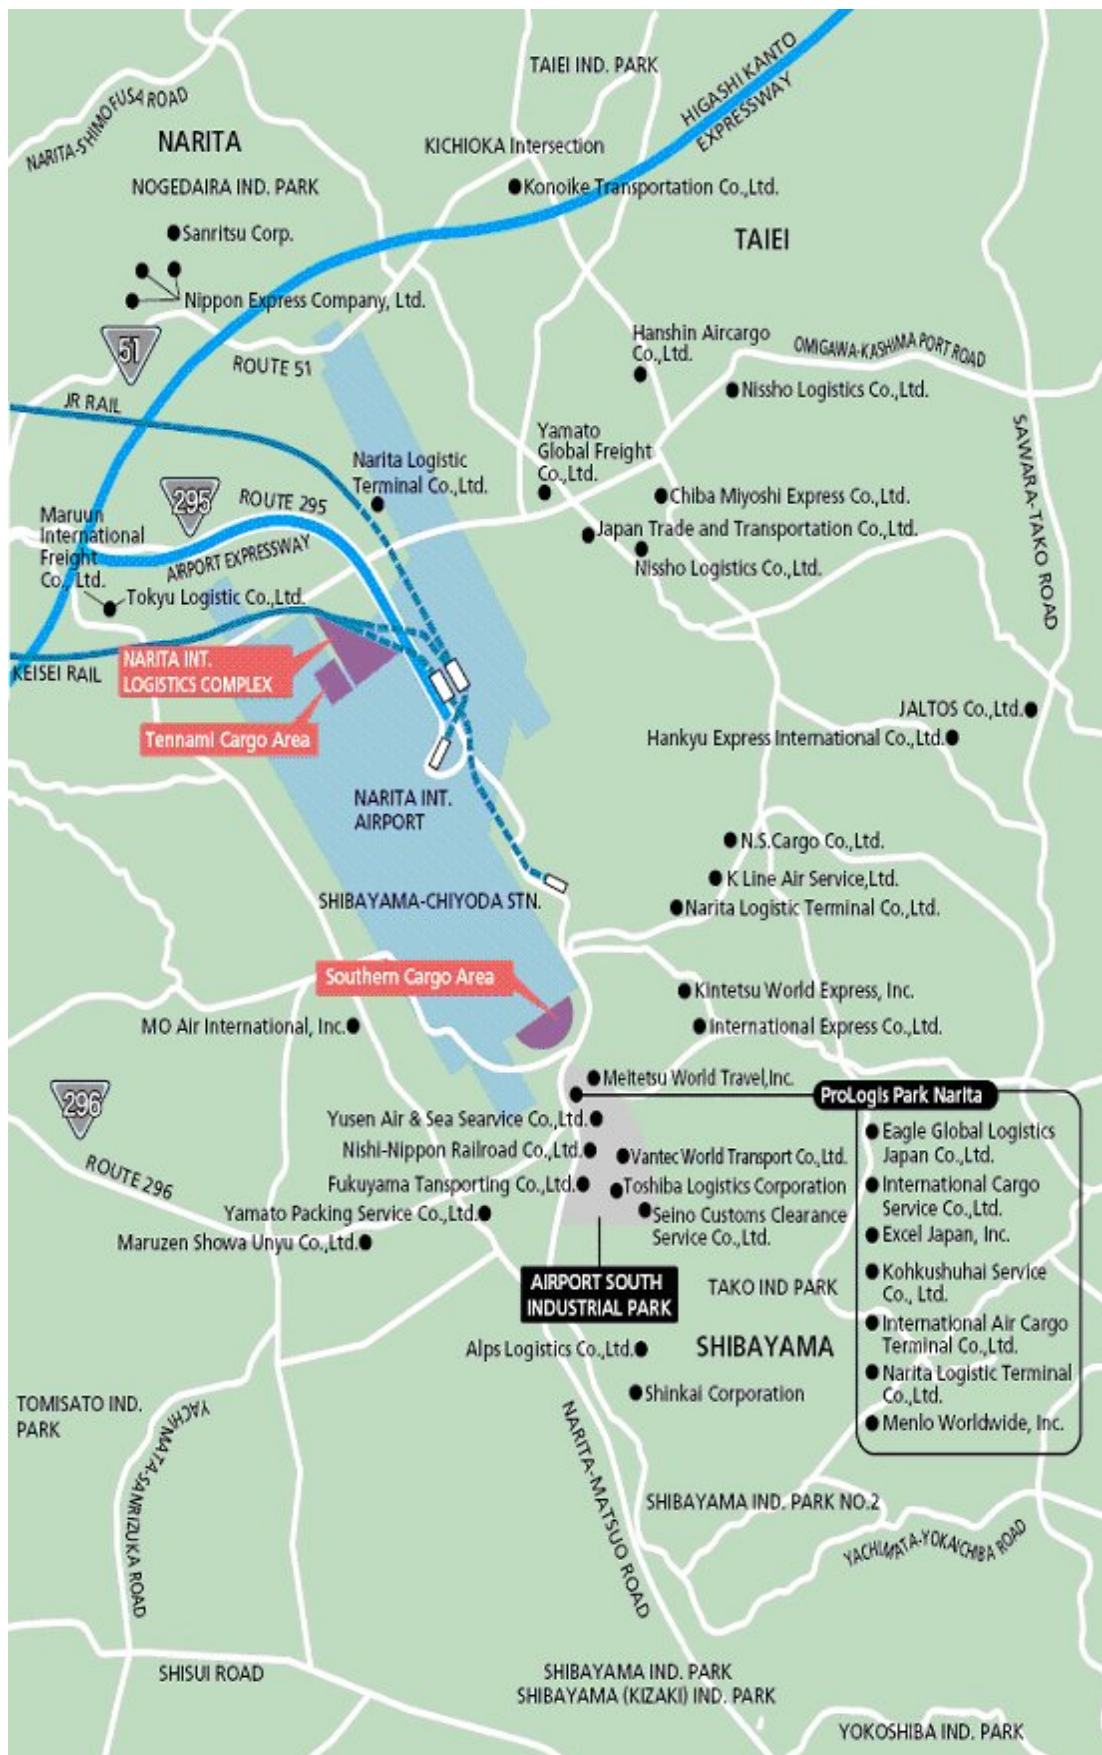 TAIEI IND. PARK
HIGASHI KANTO
EXPRESSWAY
NARITA-SHIMOFUSA ROAD
NARITA
KICHIOKA Intersection
NOGEDAIRA IND. PARK
Konoike Transportation Co.,Ltd.
Sanritsu Corp.
TAIEI
Nippon Express Company, Ltd.
51
ROUTE 51
Hanshin Aircargo
Co.,Ltd.
OMIGAWA-KASHIMA PORT ROAD
Nissho Logistics Co.,Ltd.
JR RAIL
SAWARA-TAKO ROAD
Yamato
Global Freight
Co.,Ltd.
Narita Logistic
Terminal Co.,Ltd.
295
ROUTE 295
AIRPORT EXPRESSWAY
Chiba Miyoshi Express Co.,Ltd.
Maruun
International
Freight
Co., Ltd.
Japan Trade and Transportation Co.,Ltd.
Nissho Logistics Co.,Ltd.
Tokyu Logistic Co.,Ltd.
KEISEI RAIL
NARITA INT.
LOGISTICS COMPLEX
Tennami Cargo Area
JALTOS Co.,Ltd.
Hankyu Express International Co.,Ltd.
NARITA INT.
AIRPORT
N.S.Cargo Co.,Ltd.
K Line Air Service,Ltd.
SHIBAYAMA-CHIYODA STN.
Narita Logistic Terminal Co.,Ltd.
Southern Cargo Area
Kintetsu World Express, Inc.
MO Air International, Inc.
International Express Co.,Ltd.
Meitetsu World Travel,Inc.
ProLogis Park Narita
296
Yusen Air & Sea Searvice Co.,Ltd.
Eagle Global Logistics
Japan Co.,Ltd.
Nishi-Nippon Railroad Co.,Ltd.
Vantec World Transport Co.,Ltd.
ROUTE 296
Fukuyama Tansporting Co.,Ltd.
Toshiba Logistics Corporation
International Cargo
Service Co.,Ltd.
Yamato Packing Service Co.,Ltd.
Seino Customs Clearance
Service Co.,Ltd.
Maruzen Showa Unyu Co.,Ltd.
Excel Japan, Inc.
AIRPORT SOUTH
INDUSTRIAL PARK
TAKO IND PARK
Kohkushuhai Service
Co., Ltd.
International Air Cargo
Terminal Co.,Ltd.
Alps Logistics Co.,Ltd.
SHIBAYAMA
Narita Logistic Terminal
Co.,Ltd.
Shinkai Corporation
Menlo Worldwide, Inc.
TOMISATO IND.
PARK
YACHIMATA-SANRIZUKA ROAD
NARITA-MATSUO ROAD
SHIBAYAMA IND. PARK NO.2
YACHIMATA-YOKAICHIBA ROAD
SHISUI ROAD
SHIBAYAMA IND. PARK
SHIBAYAMA (KIZAKI) IND. PARK
YOKOSHIBA IND. PARK